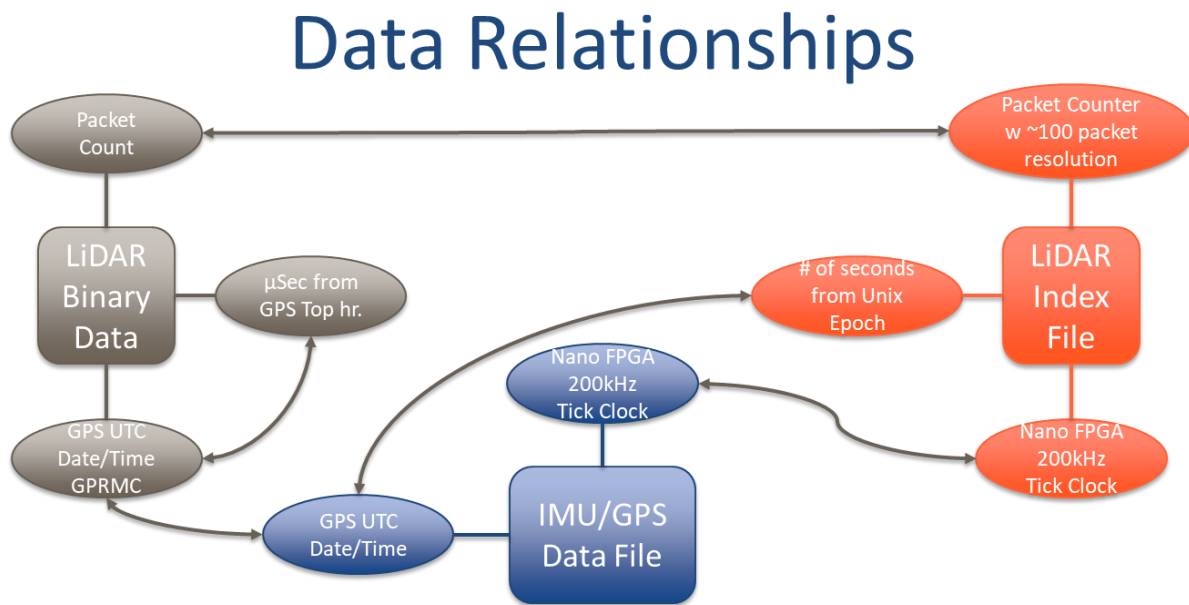 Data Relationships
Packet
Count
Packet Counter
w ~100 packet
resolution
LiDAR
Binary
Data
µSec from
GPS Top hr.
# of seconds
from Unix
Epoch
LiDAR
Index
File
Nano FPGA
200kHz
Tick Clock
GPS UTC
Date/Time
GPRMC
Nano FPGA
200kHz
Tick Clock
GPS UTC
Date/Time
IMU/GPS
Data File